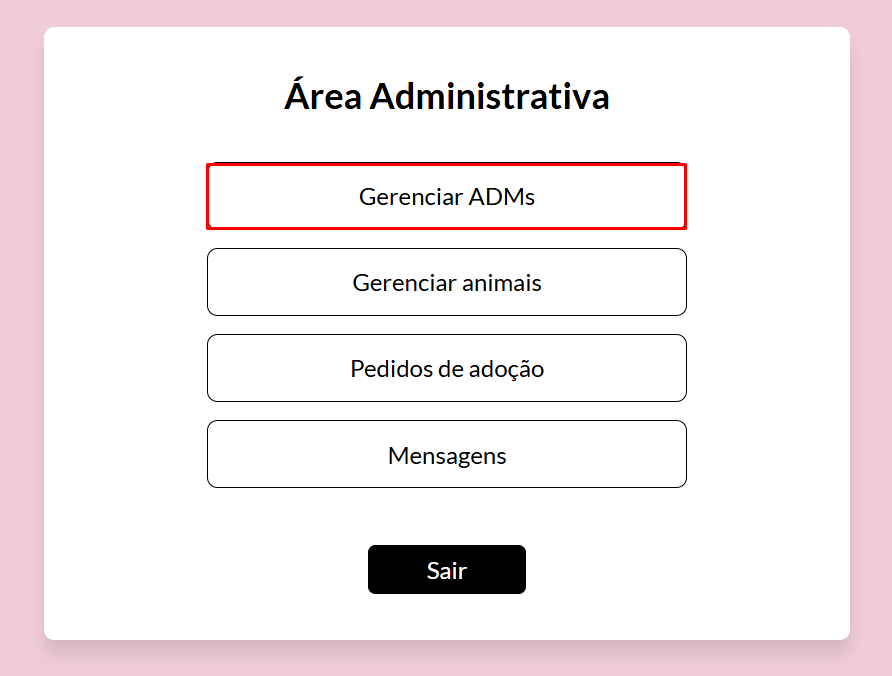 Área Administrativa
Gerenciar ADMs
Gerenciar animais
Pedidos de adoção
Mensagens
Sair